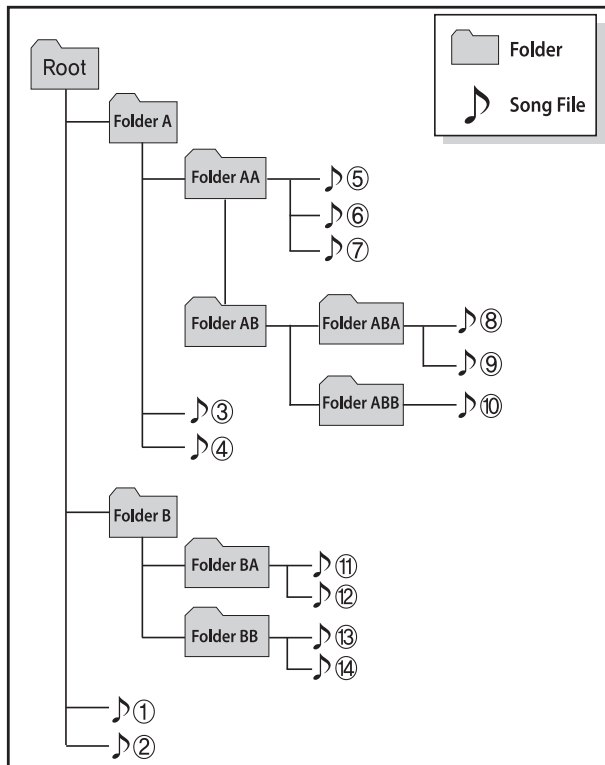 Folder
Root
Song File
Folder A
Folder AA
⑤
⑥
⑦
Folder AB
Folder ABA
⑧
⑨
Folder ABB
⑩
③
④
Folder B
Folder BA
⑪
⑫
Folder BB
⑬
⑭
①
②